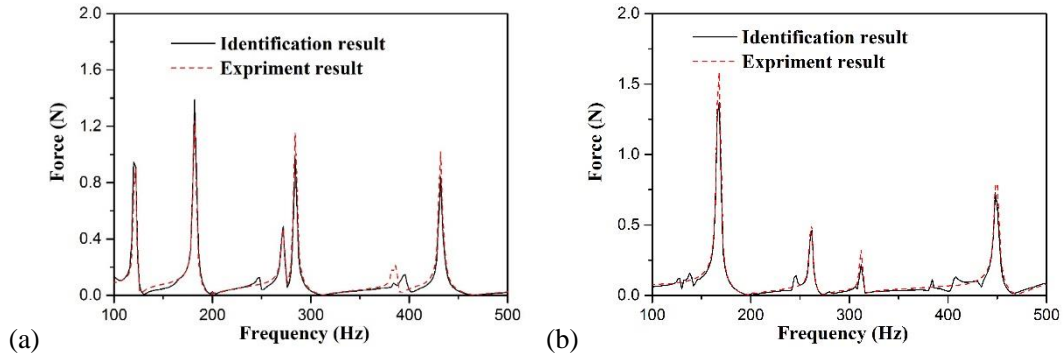 2.0
1.6
1.2
0.8
0.4
0.0
Force (N)
Identification result
Expriment result
100
200
300
400
500
Frequency (Hz)
(a)
2.0
1.5
1.0
0.5
0.0
Force (N)
Identification result
Expriment result
100
200
300
400
500
Frequency (Hz)
(b)